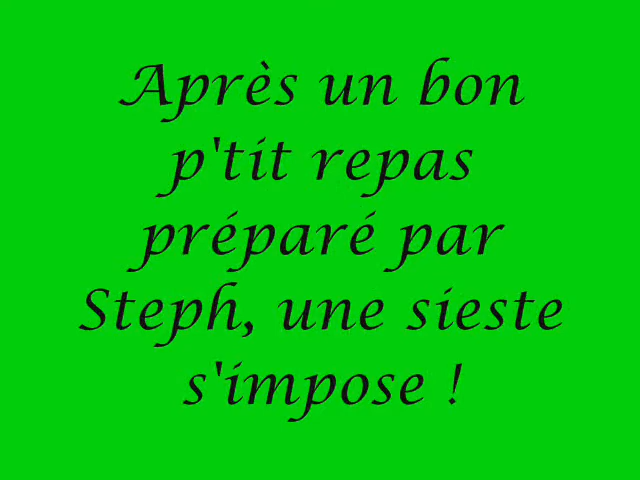 Après un bon
p'tit repas
préparé par
Steph, une sieste
s'impose !